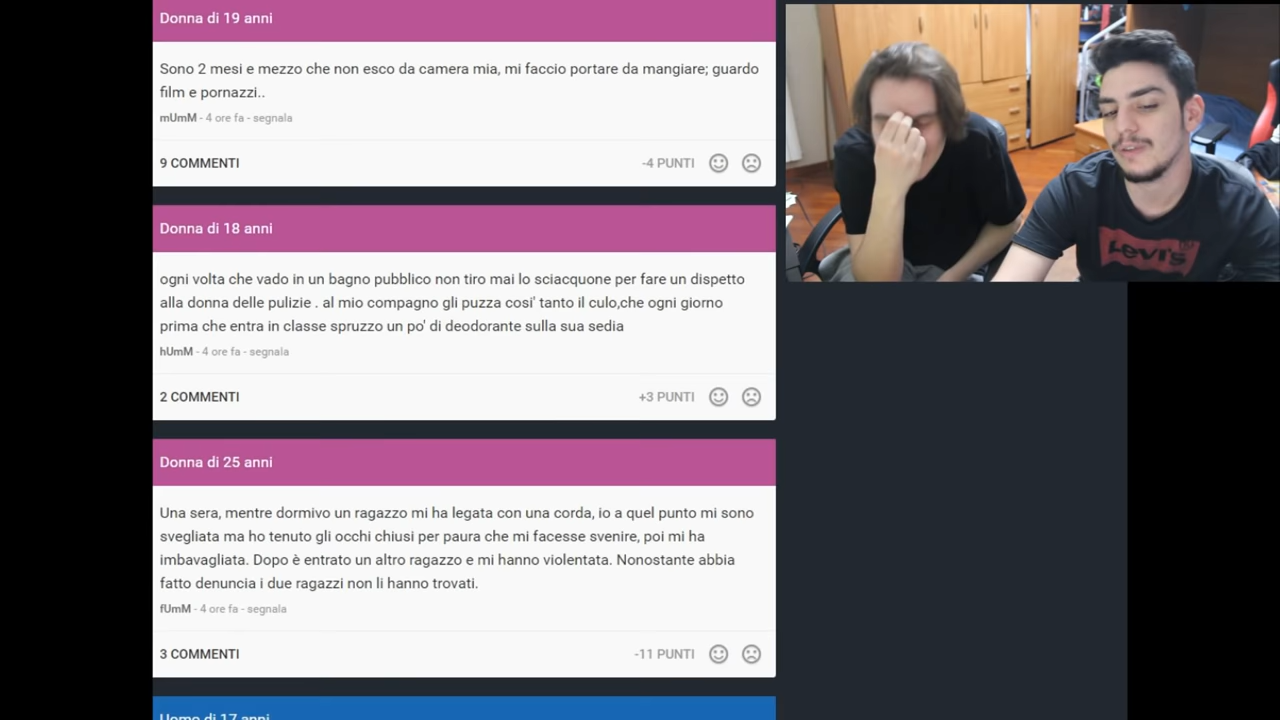 Donna di 19 anni
Sono 2 mesi e mezzo che non esco da camera mia, mi faccio portare da mangiare; guardo
film e pornazzi..
mUmM - 4 ore fa - segnala
9 COMMENTI
-4 PUNTI
Donna di 18 anni
ogni volta che vado in un bagno pubblico non tiro mai lo sciacquone per fare un dispetto
alla donna delle pulizie . al mio compagno gli puzza cosi' tanto il culo,che ogni giorno
prima che entra in classe spruzzo un po' di deodorante sulla sua sedia
hUmM - 4 ore fa - segnala
2 COMMENTI
+3 PUNTI
Donna di 25 anni
Una sera, mentre dormivo un ragazzo mi ha legata con una corda, io a quel punto mi sono
svegliata ma ho tenuto gli occhi chiusi per paura che mi facesse svenire, poi mi ha
imbavagliata. Dopo è entrato un altro ragazzo e mi hanno violentata. Nonostante abbia
fatto denuncia i due ragazzi non li hanno trovati.
fUmM - 4 ore fa - segnala
3 COMMENTI
-11 PUNTI
Uomo di 17 anni
Levi's